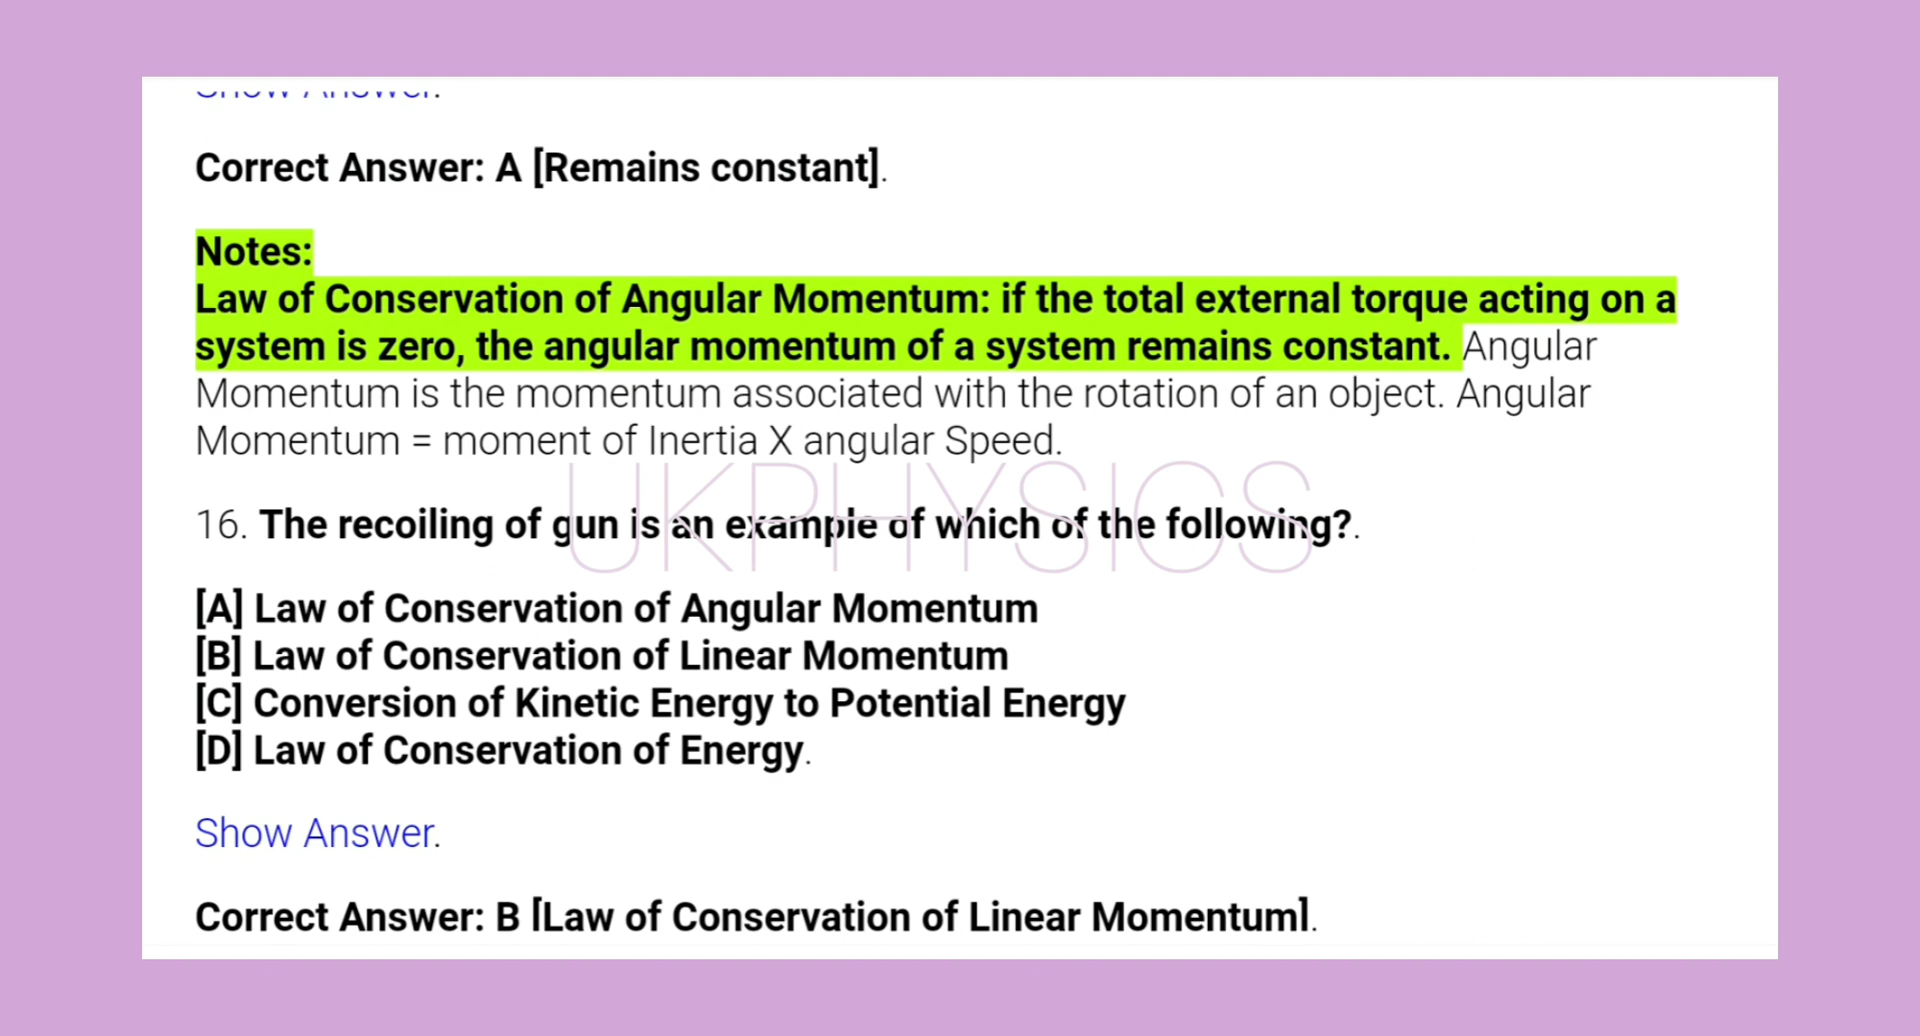 Show Answer.
Correct Answer: A [Remains constant].
Notes:
Law of Conservation of Angular Momentum: if the total external torque acting on a
system is zero, the angular momentum of a system remains constant. Angular
Momentum is the momentum associated with the rotation of an object. Angular
Momentum = moment of Inertia X angular Speed.
UKPHYSICS
16. The recoiling of gun is an example of which of the following?.
[A] Law of Conservation of Angular Momentum
[B] Law of Conservation of Linear Momentum
[C] Conversion of Kinetic Energy to Potential Energy
[D] Law of Conservation of Energy.
Show Answer.
Correct Answer: B [Law of Conservation of Linear Momentum].